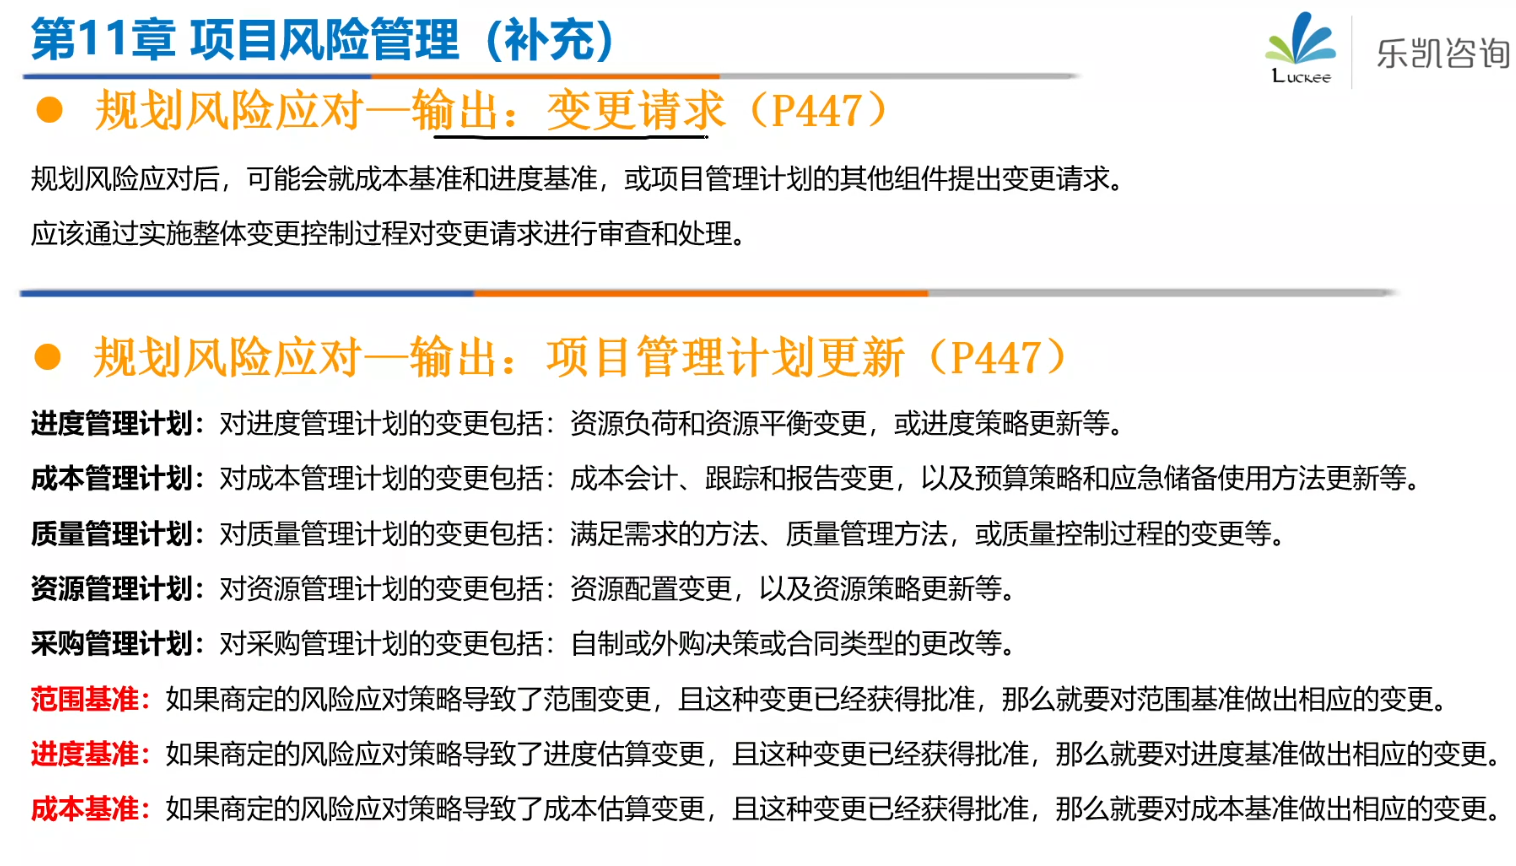 第11章 项目风险管理（补充）
Luckee
乐凯咨询
● 规划风险应对—输出：变更请求（P447）
规划风险应对后，可能会就成本基准和进度基准，或项目管理计划的其他组件提出变更请求。
应该通过实施整体变更控制过程对变更请求进行审查和处理。
● 规划风险应对—输出：项目管理计划更新（P447）
进度管理计划：对进度管理计划的变更包括：资源负荷和资源平衡变更，或进度策略更新等。
成本管理计划：对成本管理计划的变更包括：成本会计、跟踪和报告变更，以及预算策略和应急储备使用方法更新等。
质量管理计划：对质量管理计划的变更包括：满足需求的方法、质量管理方法，或质量控制过程的变更等。
资源管理计划：对资源管理计划的变更包括：资源配置变更，以及资源策略更新等。
采购管理计划：对采购管理计划的变更包括：自制或外购决策或合同类型的更改等。
范围基准：如果商定的风险应对策略导致了范围变更，且这种变更已经获得批准，那么就要对范围基准做出相应的变更。
进度基准：如果商定的风险应对策略导致了进度估算变更，且这种变更已经获得批准，那么就要对进度基准做出相应的变更。
成本基准：如果商定的风险应对策略导致了成本估算变更，且这种变更已经获得批准，那么就要对成本基准做出相应的变更。